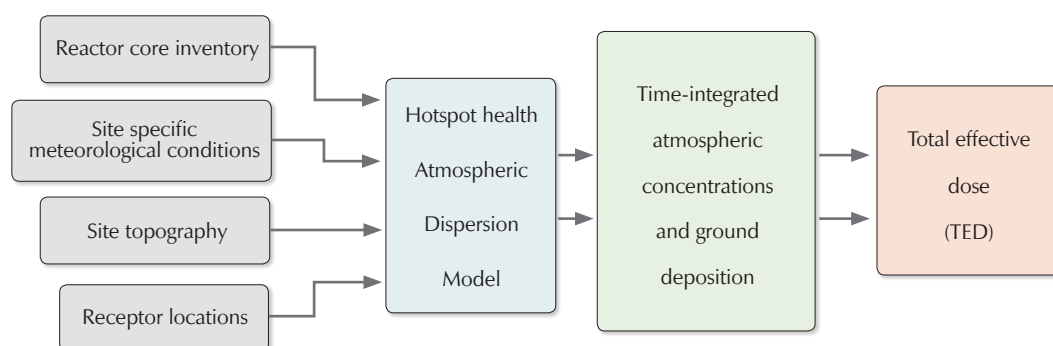 Reactor core inventory
Site specific
meteorological conditions
Site topography
Receptor locations
Hotspot health
Atmospheric
Dispersion
Model
Time-integrated
atmospheric
concentrations
and ground
deposition
Total effective
dose
(TED)